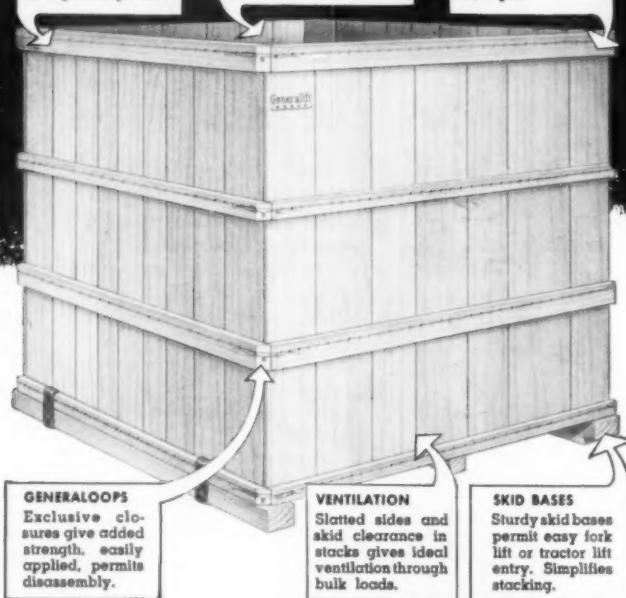 Generalift
GENERALOOPS
Exclusive clo-
sures give added
strength, easily
applied, permits
disassembly.
VENTILATION
Slatted sides and
skid clearance in
stacks gives ideal
ventilation through
bulk loads.
SKID BASES
Sturdy skid bases
permit easy fork
lift or tractor lift
entry. Simplifies
stacking.